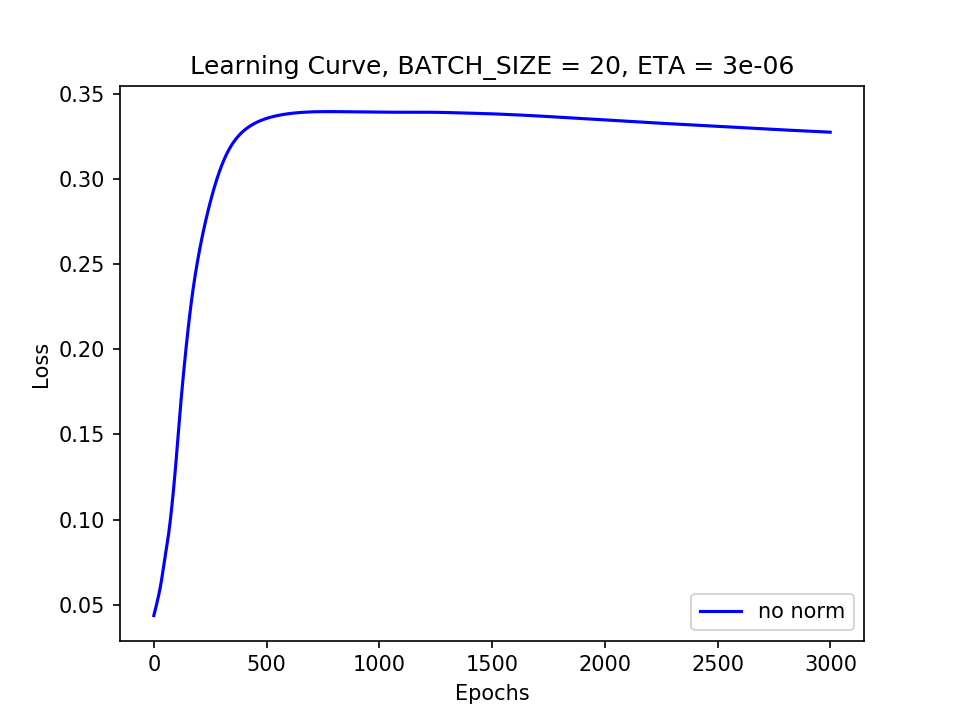 Learning Curve, BATCH_SIZE = 20, ETA = 3e-06
0.35
0.30
0.25
0.20
0.15
0.10
0.05
Loss
no norm
0 500 1000 1500 2000 2500 3000
Epochs